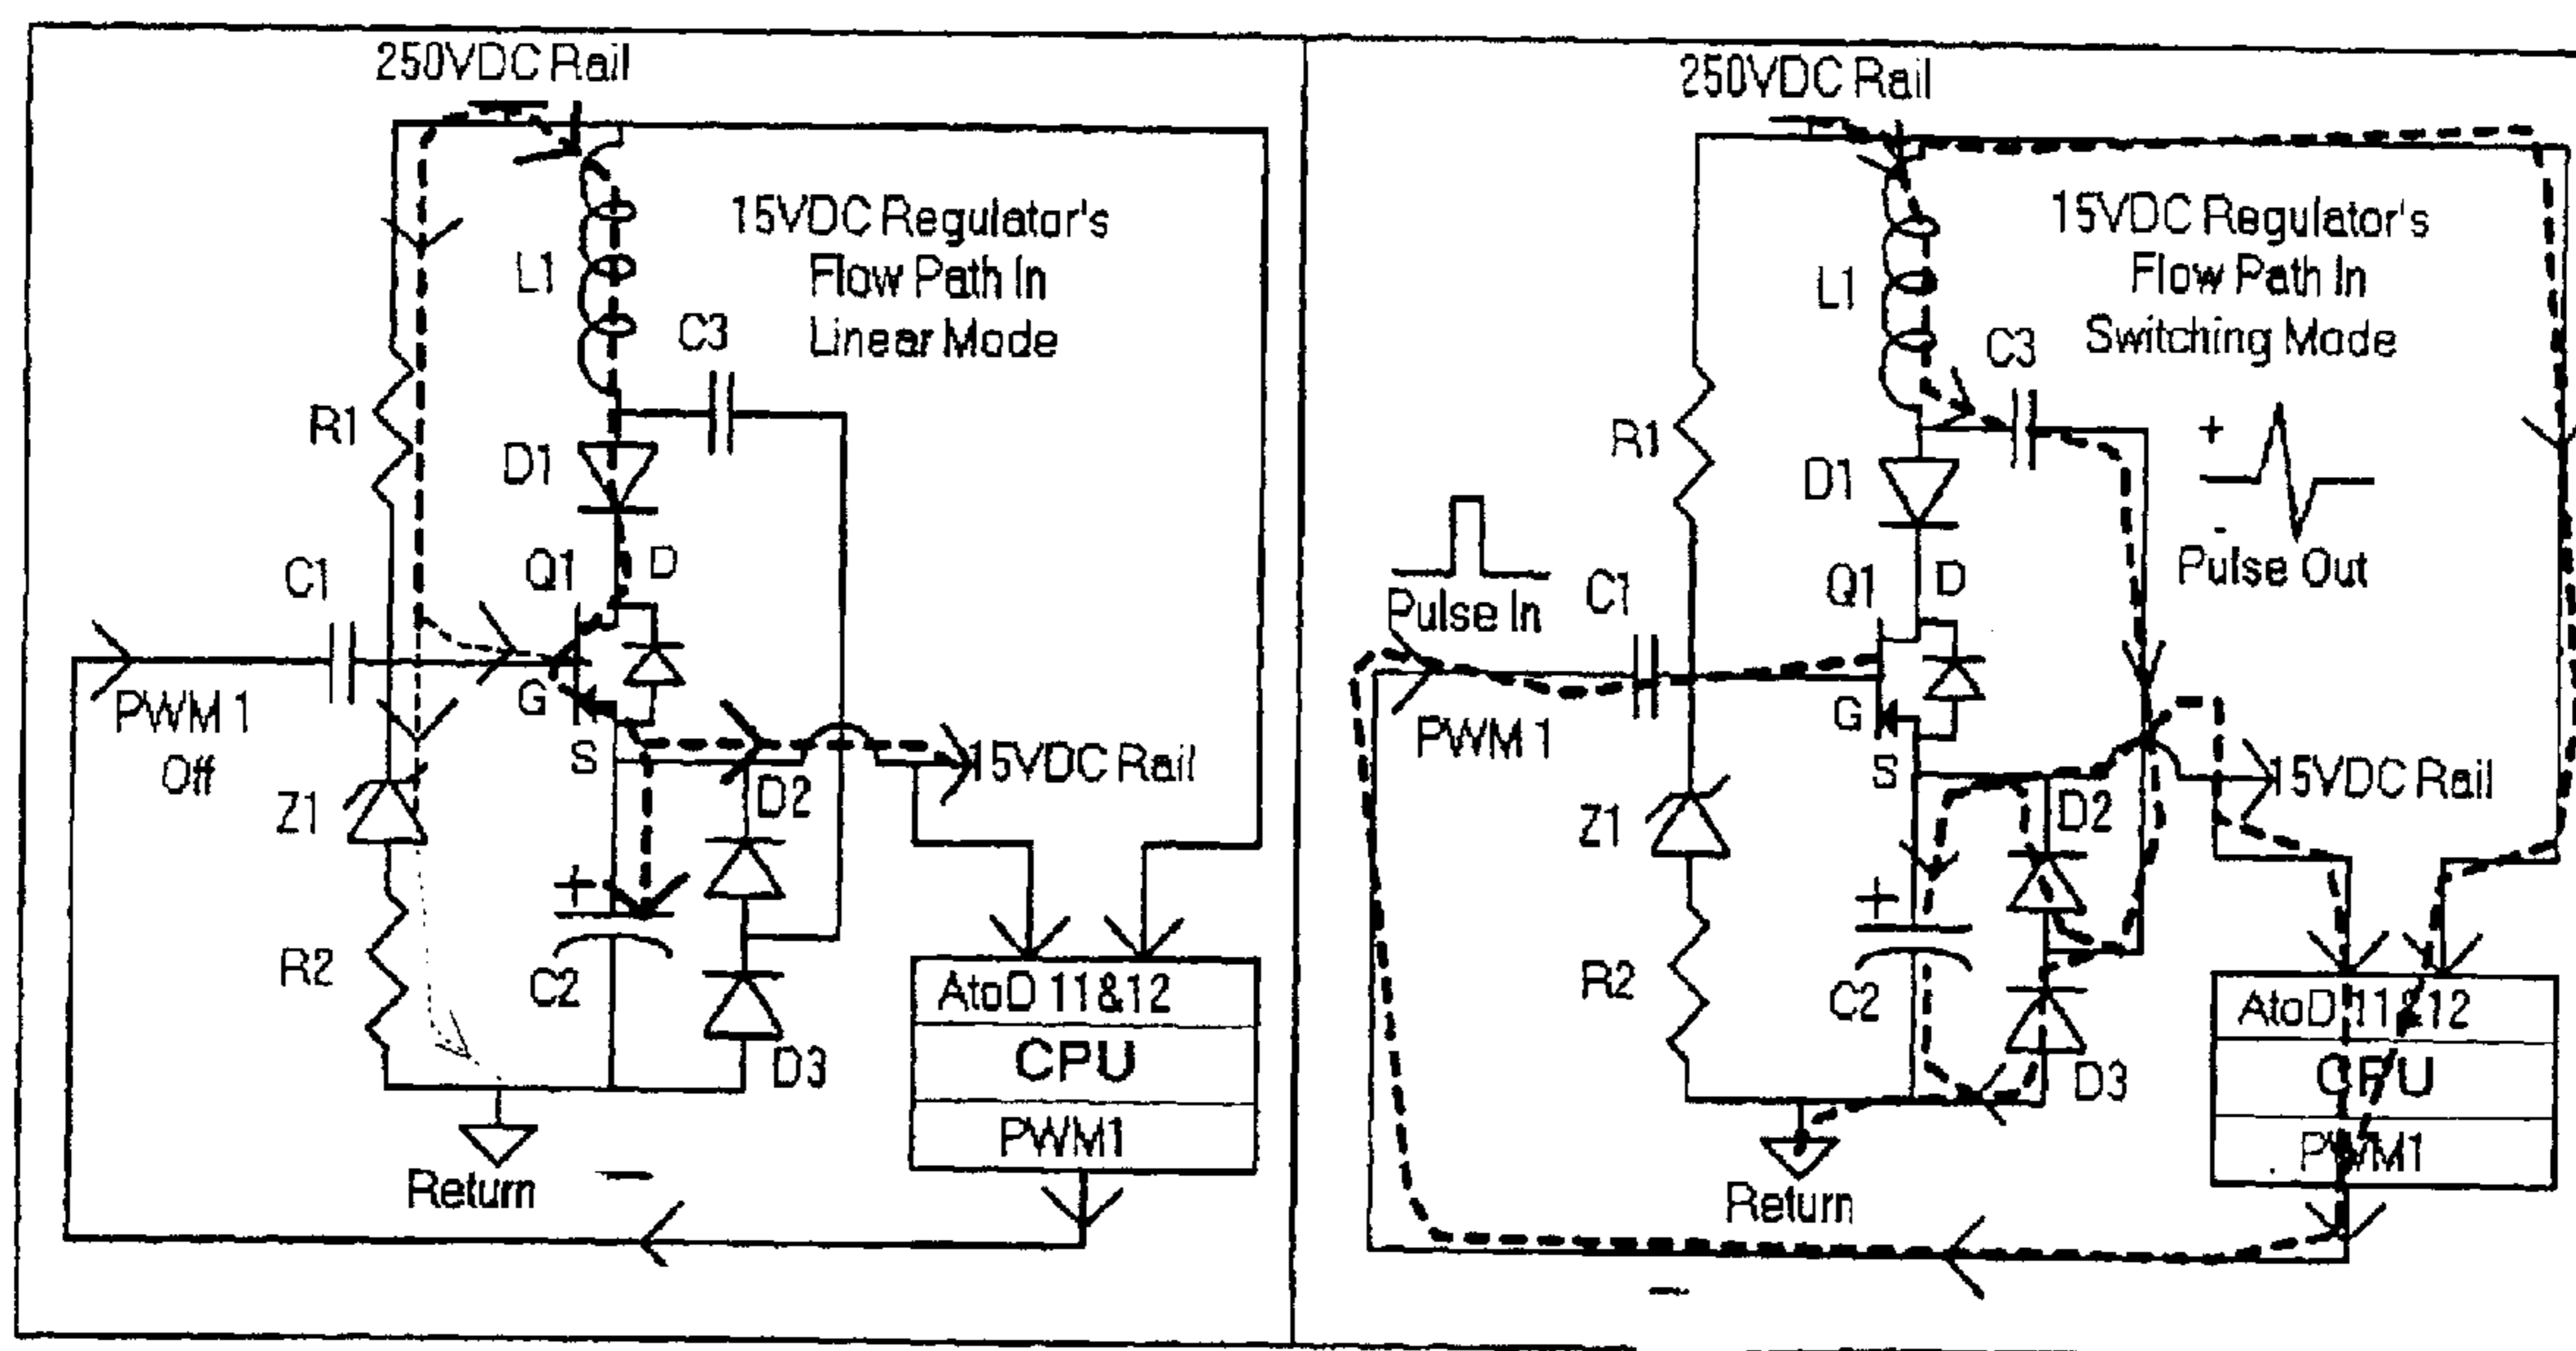 250VDC Rail
15VDC Regulator's
Flow Path In
Linear Mode
L1
C3
R1
D1
Q1
D
C1
G
PWM 1
Off
S
15VDC Rail
D2
Z1
+
R2
C2
AtoD 11&12
CPU
PWM1
D3
Return
250VDC Rail
15VDC Regulator's
Flow Path In
Switching Mode
L1
C3
R1
D1
+
-
Pulse Out
Pulse In
Q1
D
C1
G
PWM 1
S
15VDC Rail
D2
Z1
+
R2
C2
AtoD 11&12
CPU
PWM1
D3
Return